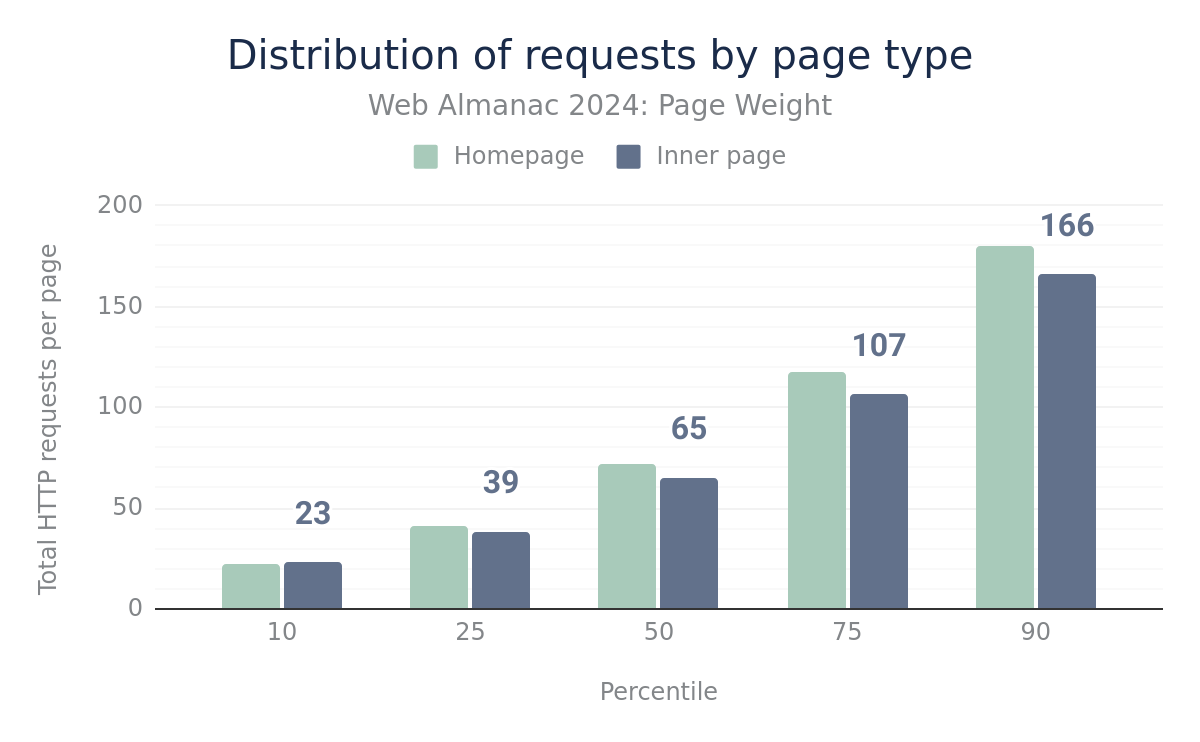 Distribution of requests by page type
Web Almanac 2024: Page Weight
Homepage Inner page
Total HTTP requests per page
200
150
100
50
0
23
39
65
107
166
10 25 50 75 90
Percentile